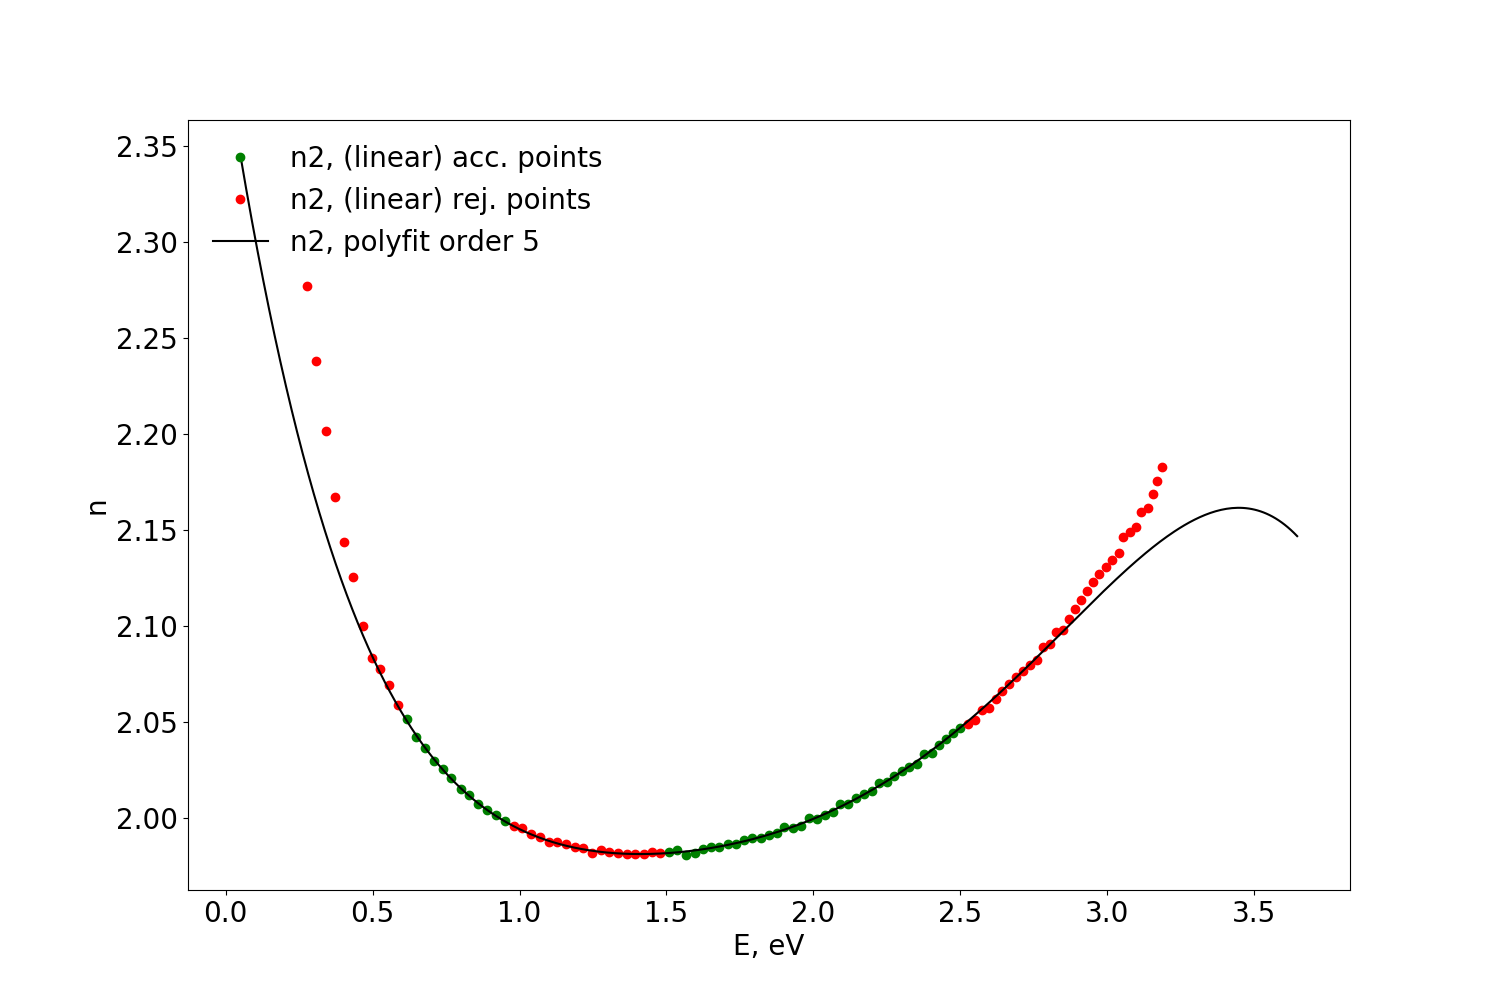 2.35
2.30
2.25
2.20
2.15
2.10
2.05
2.00
n
n2, (linear) acc. points
n2, (linear) rej. points
n2, polyfit order 5
0.0 0.5 1.0 1.5 2.0 2.5 3.0 3.5
E, eV